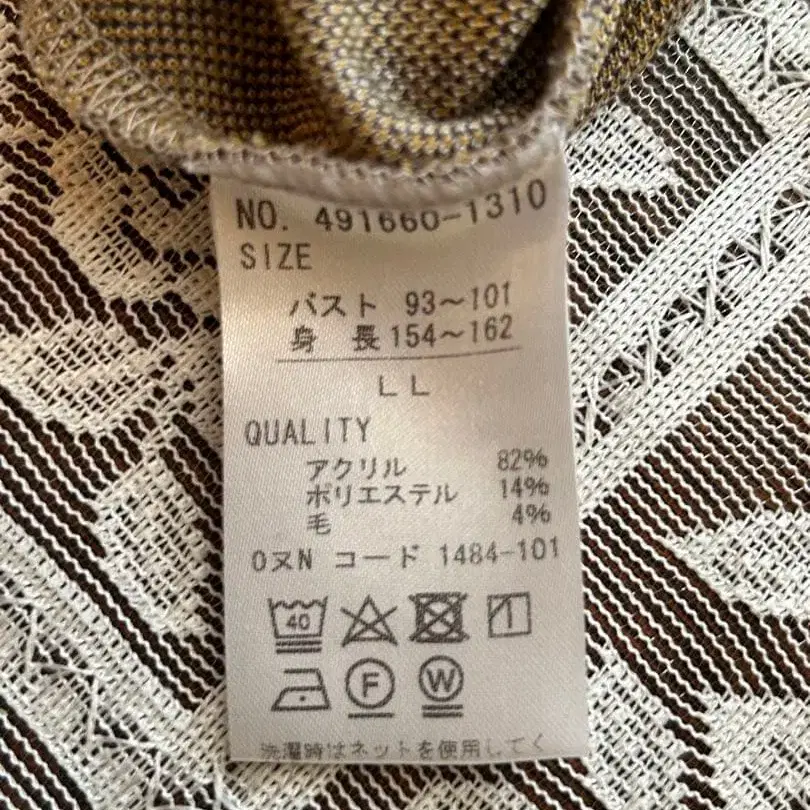 NO. 491660-1310
SIZE
バスト 93～101
身 長 154～162
LL
QUALITY
アクリル 82%
ポリエステル 14%
毛 4%
OヌN コード 1484-101
40
F W
洗濯時はネットを使用してく